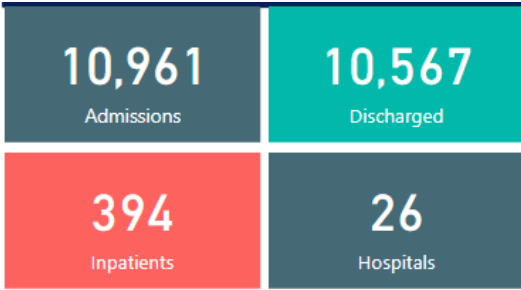 10,961
Admissions
10,567
Discharged
394
Inpatients
26
Hospitals